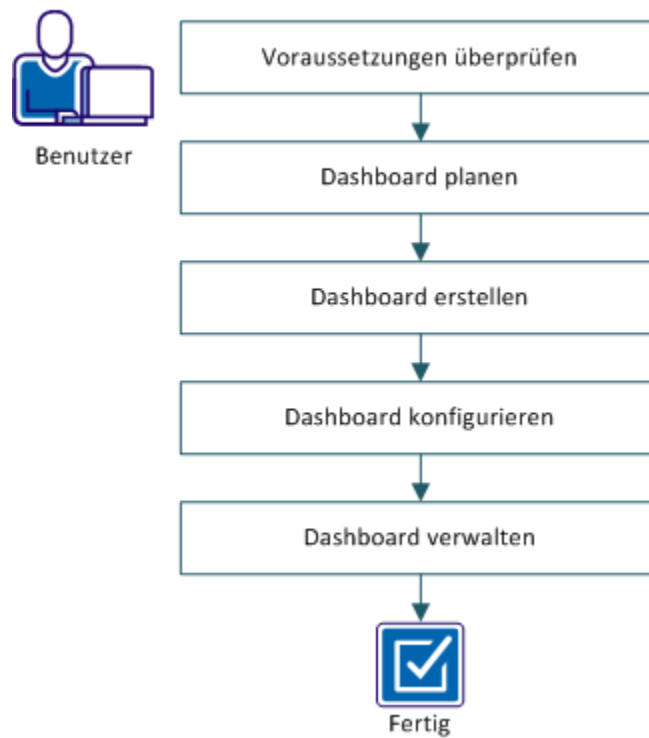 Voraussetzungen überprüfen
Benutzer
Dashboard planen
Dashboard erstellen
Dashboard konfigurieren
Dashboard verwalten
Fertig